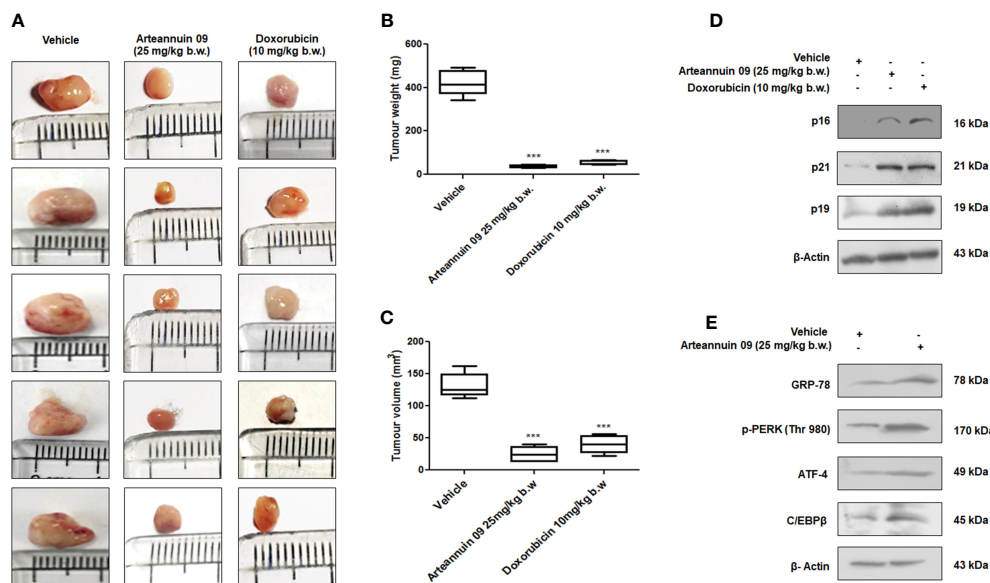 A
Vehicle
Arteannuin 09
(25 mg/kg b.w.)
Doxorubicin
(10 mg/kg b.w.)
B
Tumour weight (mg)
600
400
200
0
***
***
Vehicle
Arteannuin 09 25 mg/kg b.w.
Doxorubicin 10 mg/kg b.w.
C
Tumour volume (mm³)
200
150
100
50
0
***
***
Vehicle
Arteannuin 09 25mg/kg b.w
Doxorubicin 10mg/kg b.w
D
Vehicle + - -
Arteannuin 09 (25 mg/kg b.w.) - + -
Doxorubicin (10 mg/kg b.w.) - - +
p16 16 kDa
p21 21 kDa
p19 19 kDa
β-Actin 43 kDa
E
Vehicle + -
Arteannuin 09 (25 mg/kg b.w.) - +
GRP-78 78 kDa
p-PERK (Thr 980) 170 kDa
ATF-4 49 kDa
C/EBPβ 45 kDa
β- Actin 43 kDa